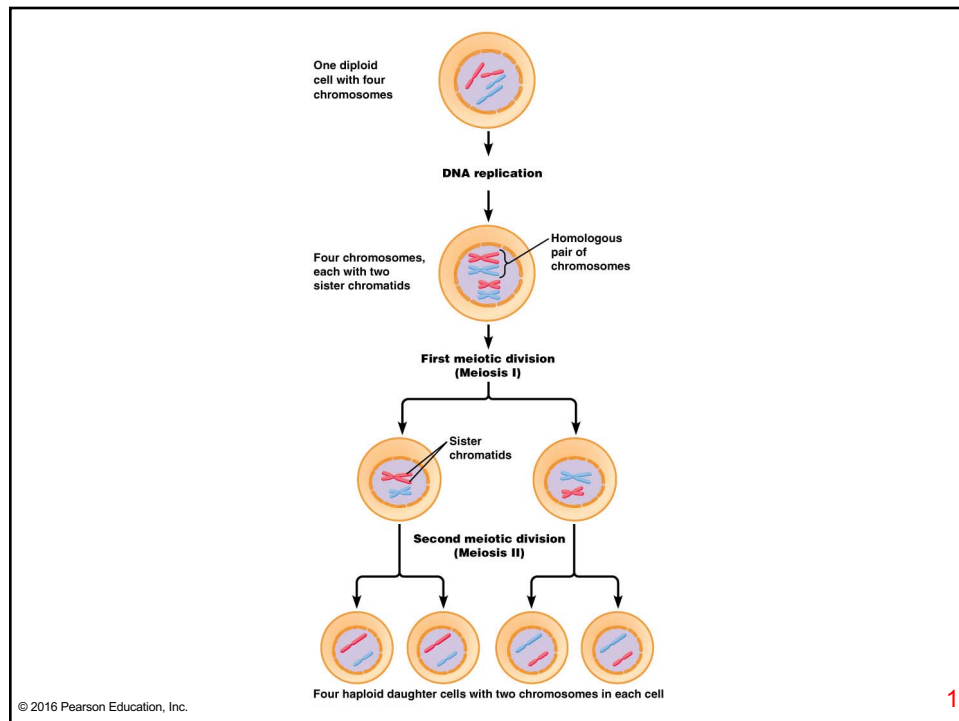 One diploid
cell with four
chromosomes
DNA replication
Four chromosomes,
each with two
sister chromatids
Homologous
pair of
chromosomes
First meiotic division
(Meiosis I)
Sister
chromatids
Second meiotic division
(Meiosis II)
Four haploid daughter cells with two chromosomes in each cell
© 2016 Pearson Education, Inc.
1